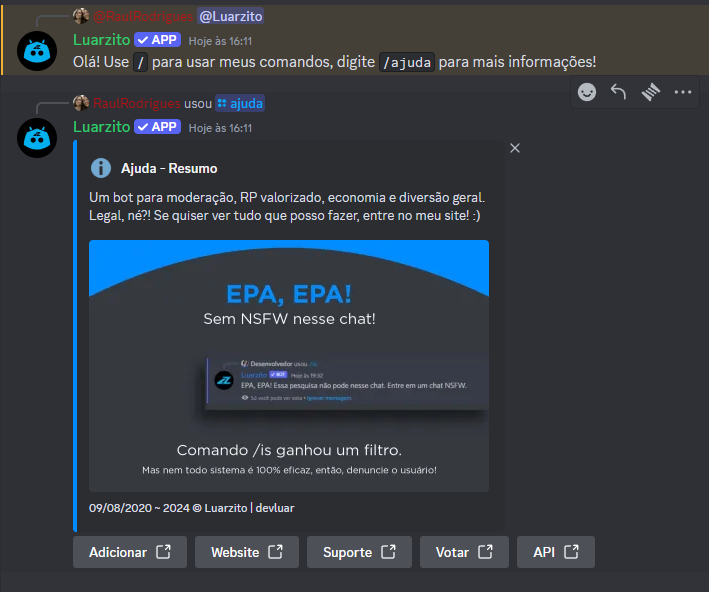 @RaulRodrigues @Luarzito
Luarzito ✓ APP Hoje às 16:11
Olá! Use / para usar meus comandos, digite /ajuda para mais informações!
RaulRodrigues usou ajuda
Luarzito ✓ APP Hoje às 16:11
Ajuda - Resumo
Um bot para moderação, RP valorizado, economia e diversão geral.
Legal, né?! Se quiser ver tudo que posso fazer, entre no meu site! :)
EPA, EPA!
Sem NSFW nesse chat!
Desenvolvedor usou /is
Luarzito ✓ BOT Hoje às 19:32
EPA, EPA! Essa pesquisa não pode nesse chat. Entre em um chat NSFW.
Só você pode ver esta • Ignorar mensagem
Comando /is ganhou um filtro.
Mas nem todo sistema é 100% eficaz, então, denuncie o usuário!
09/08/2020 ~ 2024 © Luarzito | devluar
Adicionar Website Suporte Votar API